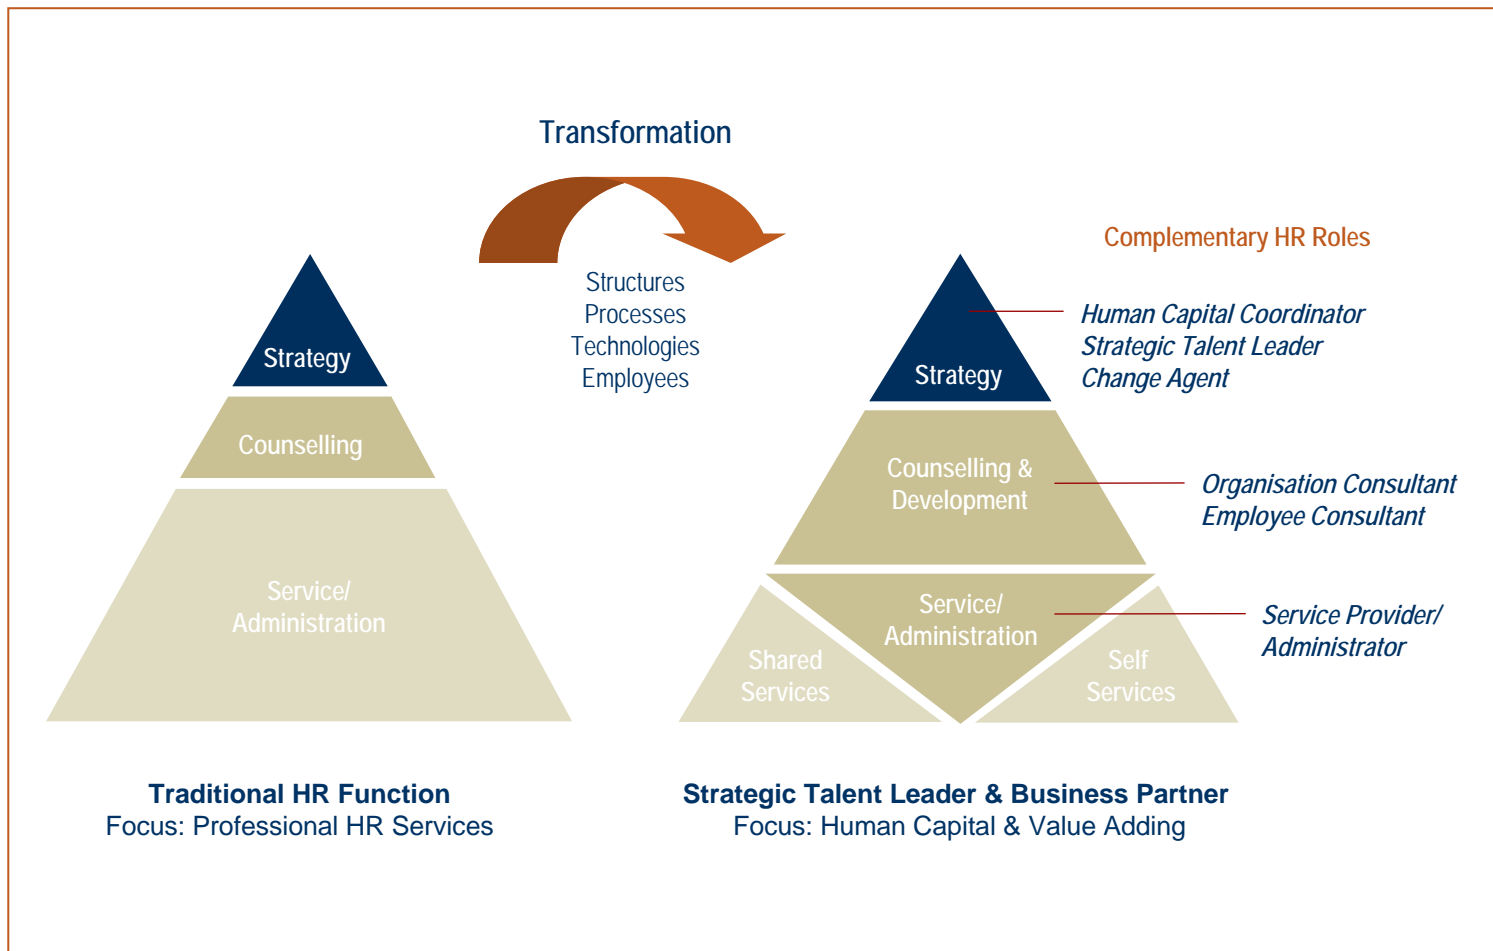 Transformation
Structures
Processes
Technologies
Employees
Strategy
Counselling
Service/
Administration
Traditional HR Function
Focus: Professional HR Services
Complementary HR Roles
Strategy
Human Capital Coordinator
Strategic Talent Leader
Change Agent
Counselling &
Development
Organisation Consultant
Employee Consultant
Service/
Administration
Service Provider/
Administrator
Shared
Services
Self
Services
Strategic Talent Leader & Business Partner
Focus: Human Capital & Value Adding